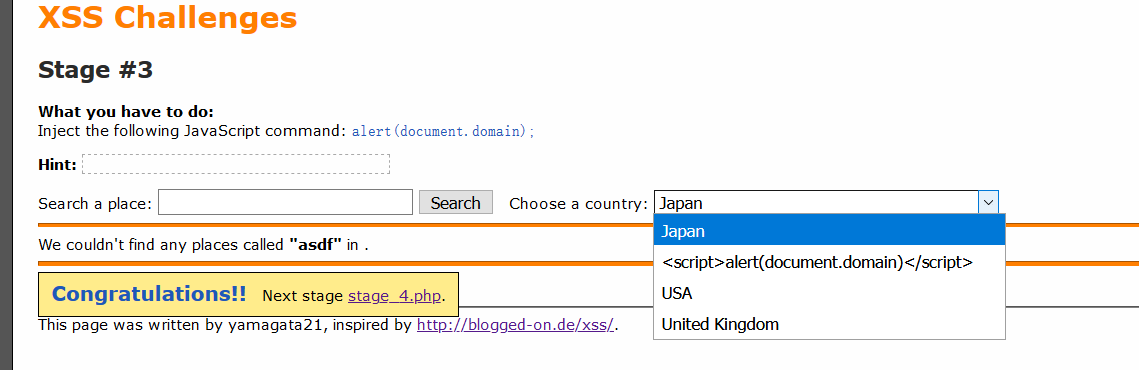 XSS Challenges
Stage #3
What you have to do:
Inject the following JavaScript command: alert(document.domain);
Hint:
Search a place: Search Choose a country: Japan
Japan
We couldn't find any places called "asdf" in .
<script>alert(document.domain)</script>
USA
Congratulations!! Next stage stage_4.php.
United Kingdom
This page was written by yamagata21, inspired by http://blogged-on.de/xss/.